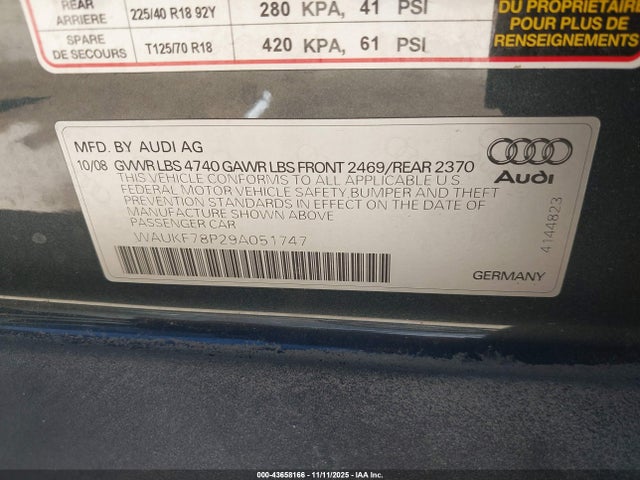 REAR
ARRIERE 225/40 R18 92Y 280 KPA, 41 PSI
SPARE
DE SECOURS T125/70 R18 420 KPA, 61 PSI
DU PROPRIÉTAIRE
POUR PLUS DE
RENSEIGNEMENTS
MFD. BY AUDI AG
10/08 GVWR LBS 4740 GAWR LBS FRONT 2469/REAR 2370
THIS VEHICLE CONFORMS TO ALL APPLICABLE U S
FEDERAL MOTOR VEHICLE SAFETY BUMPER AND THEFT
PREVENTION STANDARDS IN EFFECT ON THE DATE OF
MANUFACTURE SHOWN ABOVE
PASSENGER CAR
WAUKF78P29A051747
Audi
4144823
GERMANY
000-43658166 - 11/11/2025 - IAA Inc.